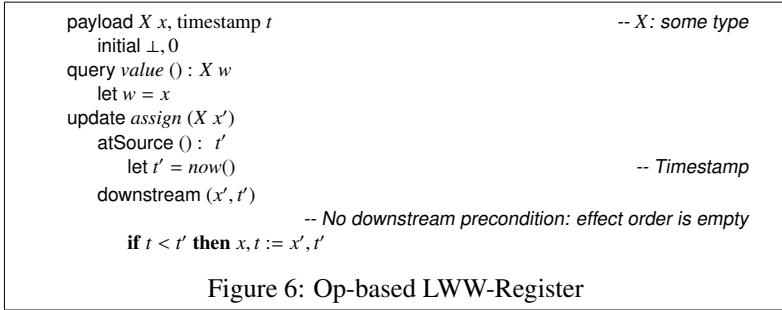 payload X x, timestamp t -- X: some type
initial ⊥, 0
query value () : X w
let w = x
update assign (X x′)
atSource () : t′
let t′ = now() -- Timestamp
downstream (x′, t′)
-- No downstream precondition: effect order is empty
if t < t′ then x, t := x′, t′
Figure 6: Op-based LWW-Register